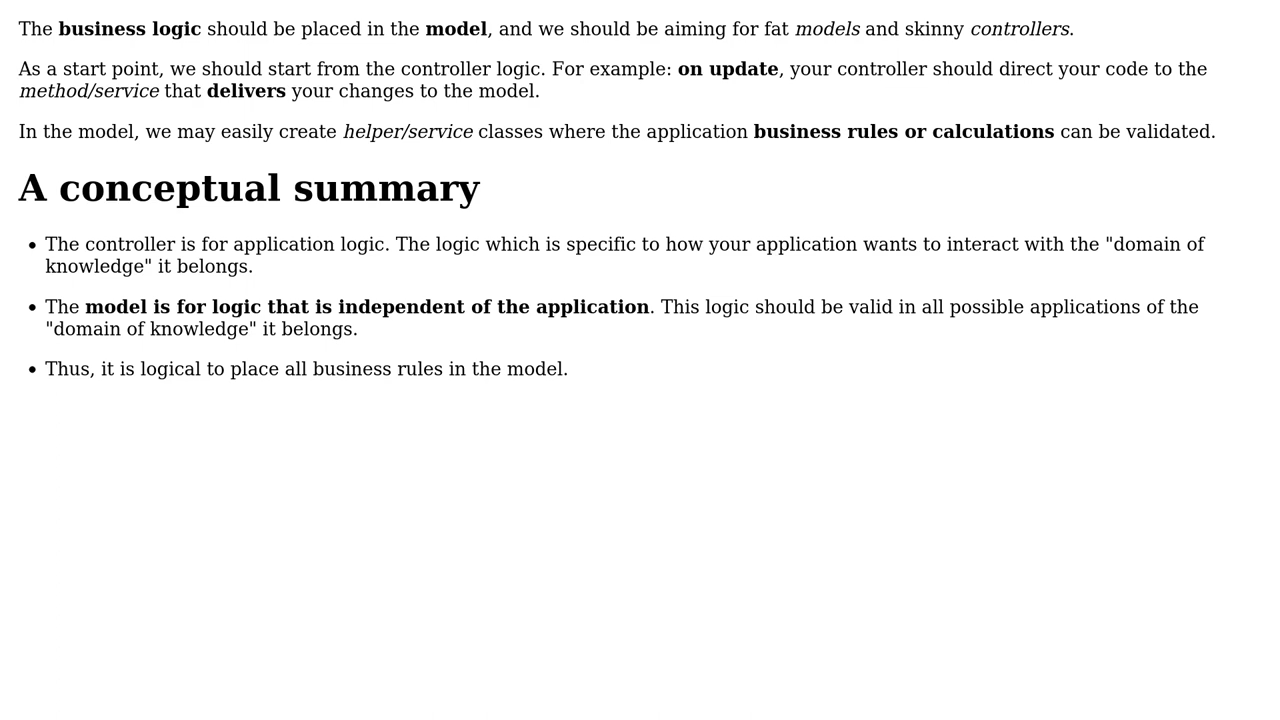 The business logic should be placed in the model, and we should be aiming for fat models and skinny controllers.
As a start point, we should start from the controller logic. For example: on update, your controller should direct your code to the
method/service that delivers your changes to the model.
In the model, we may easily create helper/service classes where the application business rules or calculations can be validated.
A conceptual summary
• The controller is for application logic. The logic which is specific to how your application wants to interact with the "domain of
knowledge" it belongs.
• The model is for logic that is independent of the application. This logic should be valid in all possible applications of the
"domain of knowledge" it belongs.
• Thus, it is logical to place all business rules in the model.